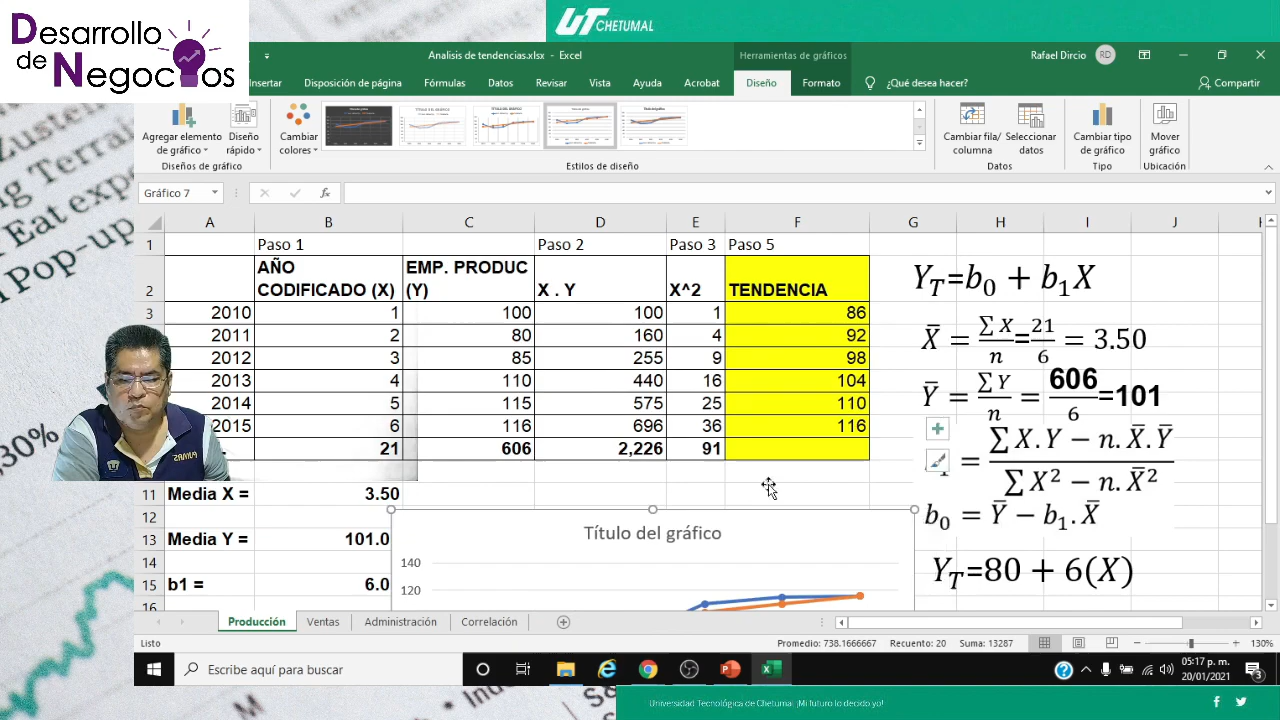 Desarrollo
de Negocios
UT CHETUMAL
ng Terr
Eat exp
Pop-up
,30%
Analisis de tendencias.xlsx - Excel
Herramientas de gráficos
Rafael Dircio
RD
nsertar
Disposición de página
Fórmulas
Datos
Revisar
Vista
Ayuda
Acrobat
Diseño
Formato
¿Qué desea hacer?
Compartir
Agregar elemento de gráfico
Diseño rápido
Cambiar colores
Cambiar fila/ columna
Seleccionar datos
Cambiar tipo de gráfico
Mover gráfico
Diseños de gráfico
Estilos de diseño
Datos
Tipo
Ubicación
Gráfico 7
fx
A B C D E F G H I J
1 Paso 1 Paso 2 Paso 3 Paso 5
2 AÑO CODIFICADO (X) EMP. PRODUC (Y) X . Y X^2 TENDENCIA
3 2010 1 100 100 1 86
2011 2 80 160 4 92
2012 3 85 255 9 98
2013 4 110 440 16 104
2014 5 115 575 25 110
2015 6 116 696 36 116
21 606 2,226 91
11 Media X = 3.50
12
13 Media Y = 101.0
14
15 b1 = 6.0
16
Título del gráfico
140
120
Y_T=b_0 + b_1X
X̄ = ∑ X/n=21/6 = 3.50
Ȳ = ∑ Y/n = 606/6=101
= ∑ X.Y − n.X̄.Ȳ / ∑ X² − n.X̄²
b_0 = Ȳ − b_1.X̄
Y_T=80 + 6(X)
Producción
Ventas
Administración
Correlación
Listo
Promedio: 738.1666667
Recuento: 20
Suma: 13287
130%
Escribe aquí para buscar
05:17 p. m.
20/01/2021
3
Universidad Tecnológica de Chetumal. ¡Mi futuro lo decido yo!